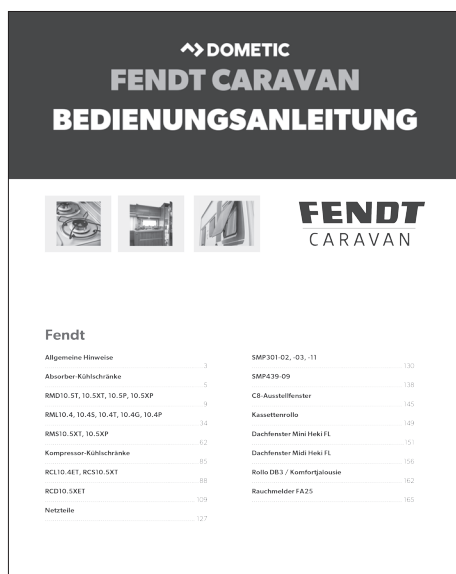 DOMETIC
FENDT CARAVAN
BEDIENUNGSANLEITUNG
FENDT
CARAVAN
Fendt
Allgemeine Hinweise
3
Absorber-Kühlschränke
5
RMD10.5T, 10.5XT, 10.5P, 10.5XP
9
RML10.4, 10.4S, 10.4T, 10.4G, 10.4P
34
RMS10.5XT, 10.5XP
62
Kompressor-Kühlschränke
85
RCL10.4ET, RCS10.5XT
88
RCD10.5XET
109
Netzteile
127
SMP301-02, -03, -11
130
SMP439-09
138
C8-Ausstellfenster
145
Kassettenrollo
149
Dachfenster Mini Heki FL
151
Dachfenster Midi Heki FL
156
Rollo DB3 / Komfortjalousie
162
Rauchmelder FA25
165